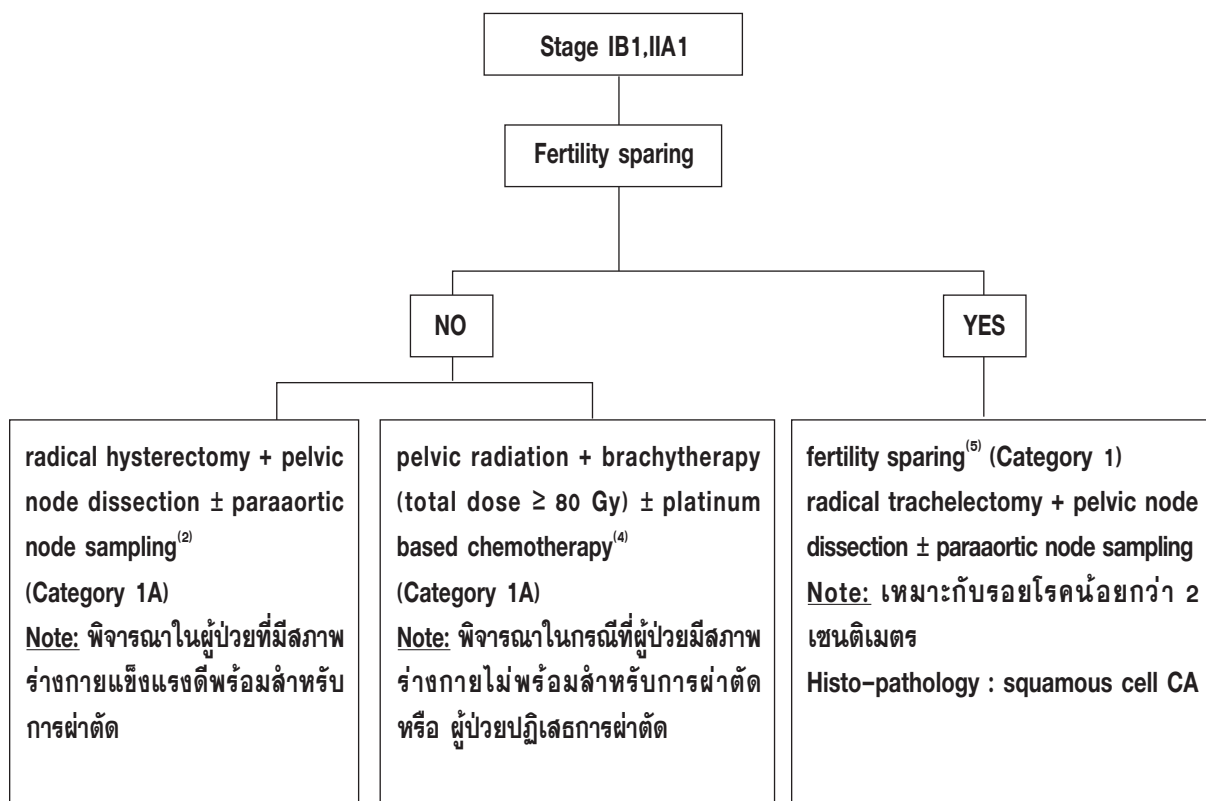 Stage IB1,IIA1
Fertility sparing
NO
YES
radical hysterectomy + pelvic
node dissection ± paraaortic
node sampling(2)
(Category 1A)
Note: พิจารณาในผู้ป่วยที่มีสภาพ
ร่างกายแข็งแรงดีพร้อมสำหรับ
การผ่าตัด
pelvic radiation + brachytherapy
(total dose ≥ 80 Gy) ± platinum
based chemotherapy(4)
(Category 1A)
Note: พิจารณาในกรณีที่ผู้ป่วยมีสภาพ
ร่างกายไม่พร้อมสำหรับการผ่าตัด
หรือ ผู้ป่วยปฏิเสธการผ่าตัด
fertility sparing(5) (Category 1)
radical trachelectomy + pelvic node
dissection ± paraaortic node sampling
Note: เหมาะกับรอยโรคน้อยกว่า 2
เซนติเมตร
Histo-pathology : squamous cell CA